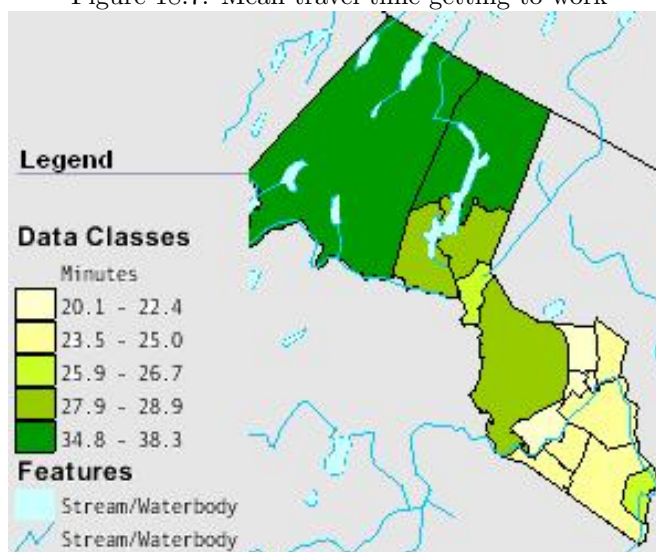 Figure 18.7: Mean travel time getting to work
Legend
Data Classes
Minutes
20.1 - 22.4
23.5 - 25.0
25.9 - 26.7
27.9 - 28.9
34.8 - 38.3
Features
Stream/Waterbody
Stream/Waterbody